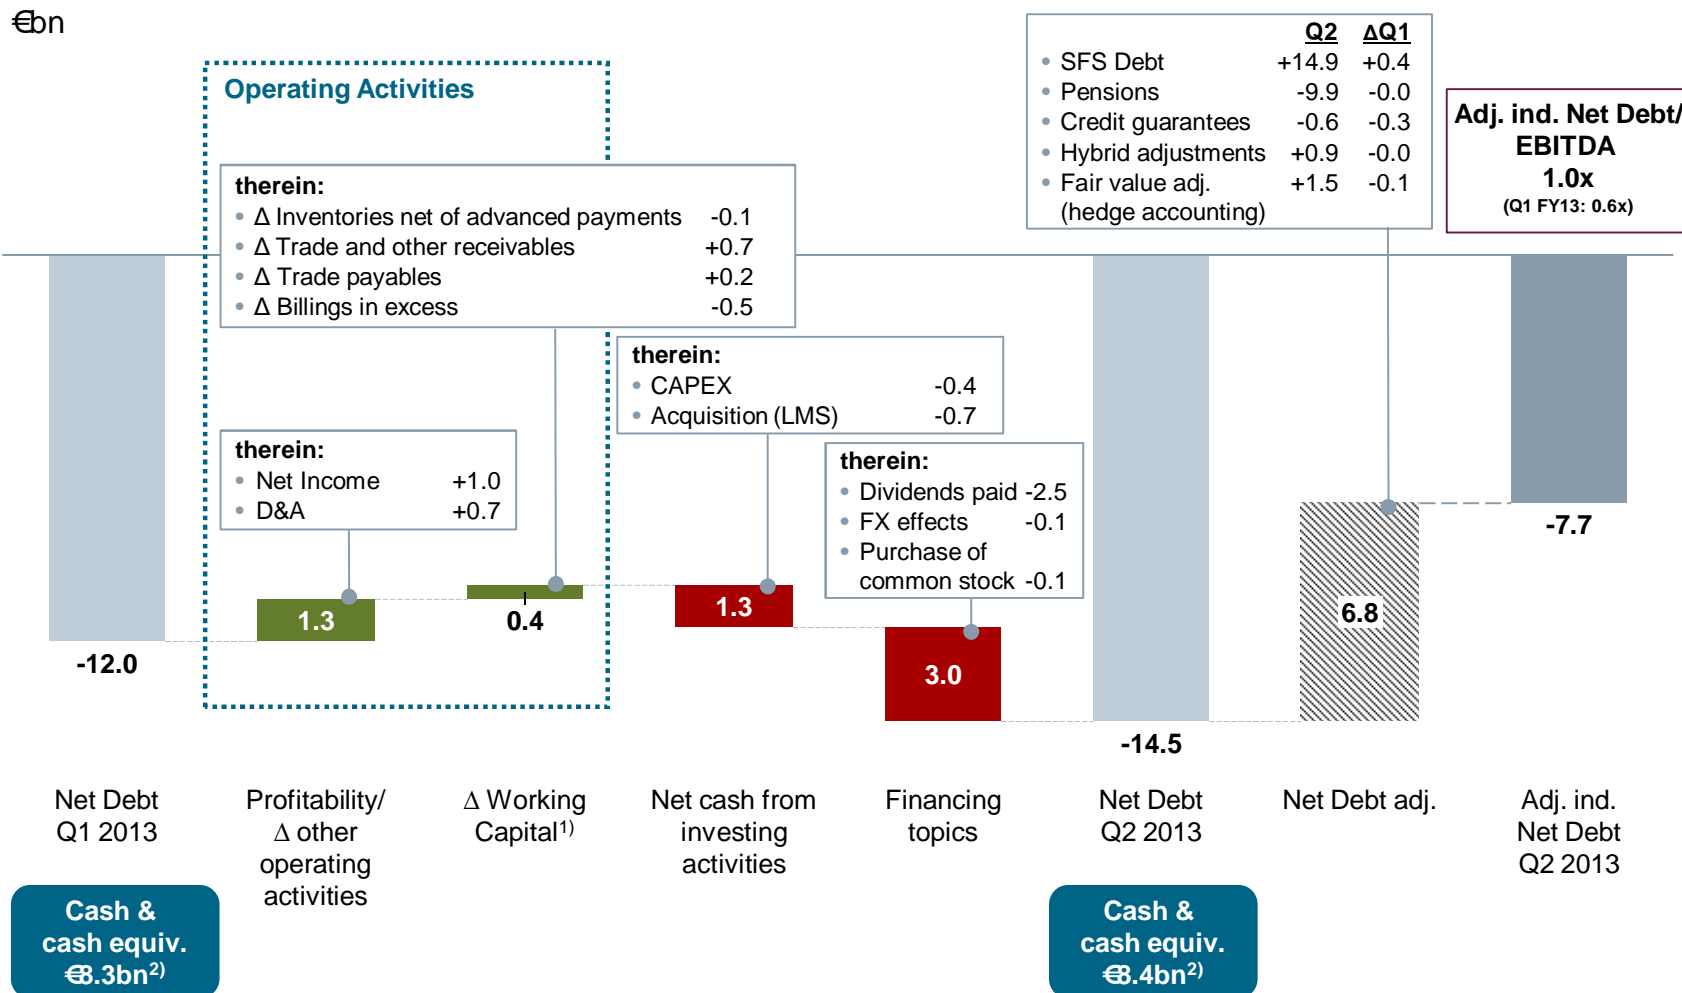 €bn
Operating Activities
therein:
• Δ Inventories net of advanced payments -0.1
• Δ Trade and other receivables +0.7
• Δ Trade payables +0.2
• Δ Billings in excess -0.5
therein:
• Net Income +1.0
• D&A +0.7
therein:
• CAPEX -0.4
• Acquisition (LMS) -0.7
therein:
• Dividends paid -2.5
• FX effects -0.1
• Purchase of
common stock -0.1
Q2 ΔQ1
• SFS Debt +14.9 +0.4
• Pensions -9.9 -0.0
• Credit guarantees -0.6 -0.3
• Hybrid adjustments +0.9 -0.0
• Fair value adj. +1.5 -0.1
(hedge accounting)
Adj. ind. Net Debt/
EBITDA
1.0x
(Q1 FY13: 0.6x)
-12.0
1.3
0.4
1.3
3.0
-14.5
6.8
-7.7
Net Debt
Q1 2013
Profitability/
Δ other
operating
activities
Δ Working
Capital1)
Net cash from
investing
activities
Financing
topics
Net Debt
Q2 2013
Net Debt adj.
Adj. ind.
Net Debt
Q2 2013
Cash &
cash equiv.
€8.3bn2)
Cash &
cash equiv.
€8.4bn2)